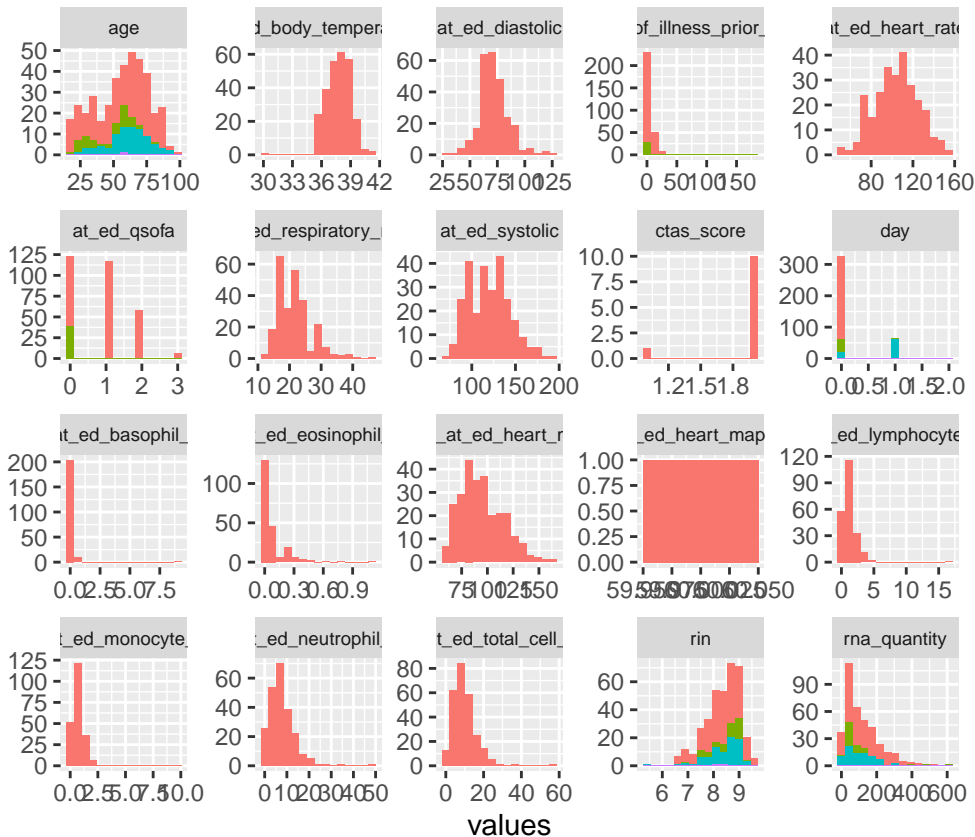 age
d_body_tempera
at_ed_diastolic
of_illness_prior_
at_ed_heart_rate
50
40
30
20
10
0
25 50 75 100
60
40
20
0
30 33 36 39 42
60
40
20
0
25 50 75 100 125
200
150
100
50
0
0 50 100 150
40
30
20
10
0
80 120 160
at_ed_qsofa
ed_respiratory_r
at_ed_systolic
ctas_score
day
125
100
75
50
25
0
0 1 2 3
60
40
20
0
10 20 30 40
40
30
20
10
0
100 150 200
10.0
7.5
5.0
2.5
0.0
1.2 1.5 1.8
300
200
100
0
0.0 0.5 1.0 1.5 2.0
at_ed_basophil_
t_ed_eosinophil_
_at_ed_heart_r
_ed_heart_map
_ed_lymphocyte
200
150
100
50
0
0.0 2.5 5.0 7.5
100
50
0
0.0 0.3 0.6 0.9
40
30
20
10
0
75 100 125 150
1.00
0.75
0.50
0.25
0.00
120
90
60
30
0
0 5 10 15
t_ed_monocyte_
t_ed_neutrophil_
t_ed_total_cell_
rin
rna_quantity
125
100
75
50
25
0
0.0 2.5 5.0 7.5 10.0
60
40
20
0
0 10 20 30 40 50
80
60
40
20
0
0 20 40 60
60
40
20
0
6 7 8 9
90
60
30
0
0 200 400 600
values